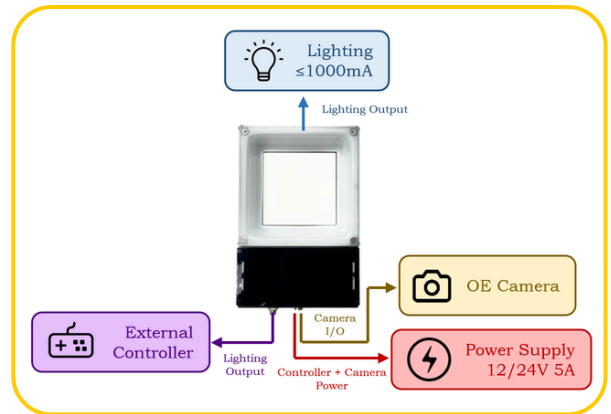 Lighting
≤1000mA
Lighting Output
OE Camera
Camera
I/O
External
Controller
Lighting
Output
Power Supply
12/24V 5A
Controller + Camera
Power